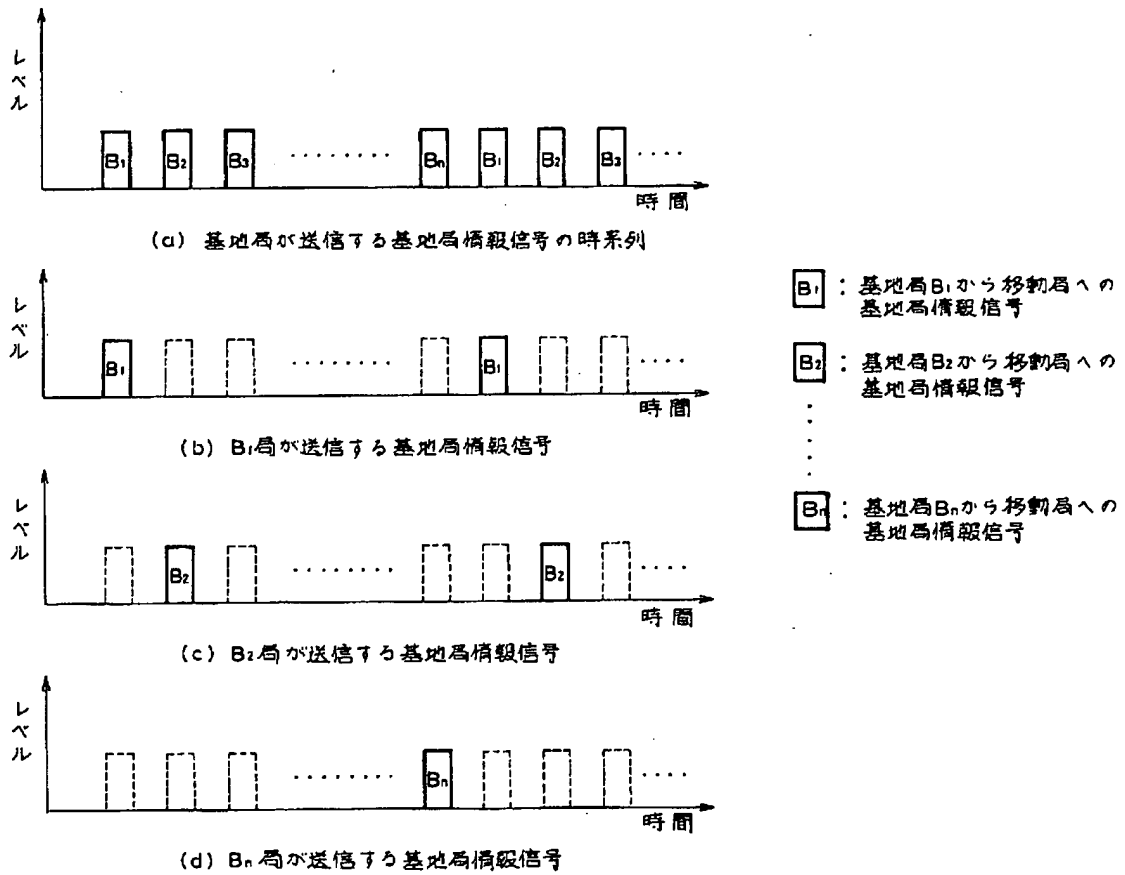 レベル
B₁ B₂ B₃ ········ Bn B₁ B₂ B₃ ····
時間
(a) 基地局が送信する基地局情報信号の時系列
レベル
B₁ ········ B₁ ····
時間
(b) B₁局が送信する基地局情報信号
レベル
B₂ ········ B₂ ····
時間
(c) B₂局が送信する基地局情報信号
レベル
········ Bn ····
時間
(d) Bn局が送信する基地局情報信号
B₁ : 基地局B₁から移動局への
基地局情報信号
B₂ : 基地局B₂から移動局への
基地局情報信号
Bn : 基地局Bnから移動局への
基地局情報信号